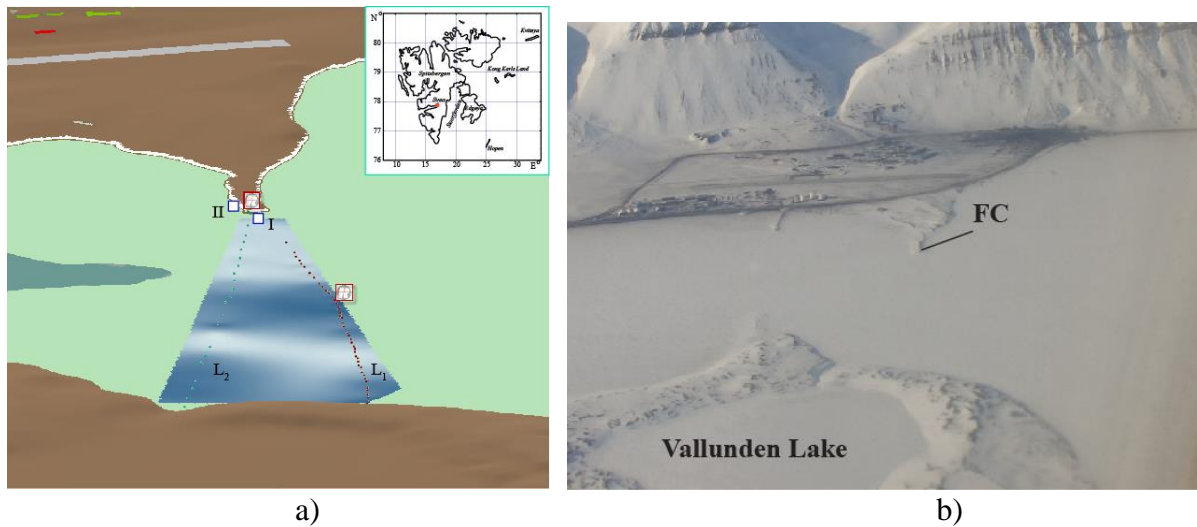 N°
80
79
78
77
76
10 15 20 25 30 E°
Kvitøya
Kong Karls Land
Spitsbergen
Hopen
II
I
L2
L1
FC
Vallunden Lake
a)
b)